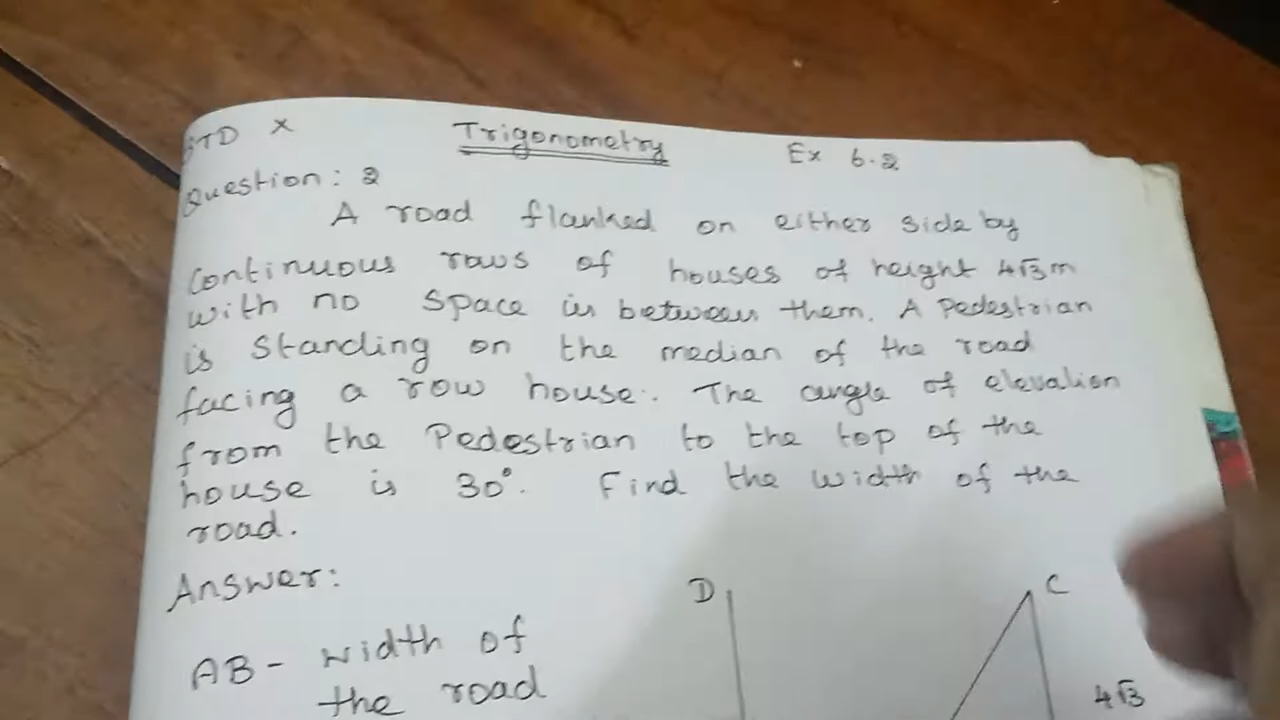 STD X
Trigonometry
Ex 6.2
Question: 2
A road flanked on either side by
continuous rows of houses of height 4√3 m
with no space in between them. A Pedestrian
is standing on the median of the road
facing a row house. The angle of elevation
from the Pedestrian to the top of the
house is 30°. Find the width of the
road.
Answer:
D
C
AB - width of
the road
4√3